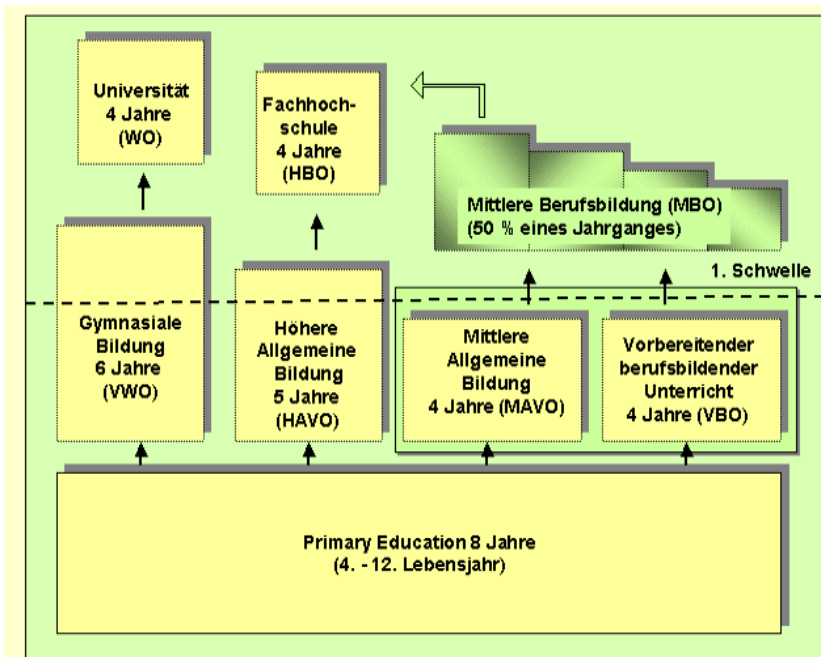 Universität
4 Jahre
(WO)
Fachhoch-
schule
4 Jahre
(HBO)
Mittlere Berufsbildung (MBO)
(50 % eines Jahrganges)
1. Schwelle
Gymnasiale
Bildung
6 Jahre
(VWO)
Höhere
Allgemeine
Bildung
5 Jahre
(HAVO)
Mittlere
Allgemeine
Bildung
4 Jahre (MAVO)
Vorbereitender
berufsbildender
Unterricht
4 Jahre (VBO)
Primary Education 8 Jahre
(4. - 12. Lebensjahr)